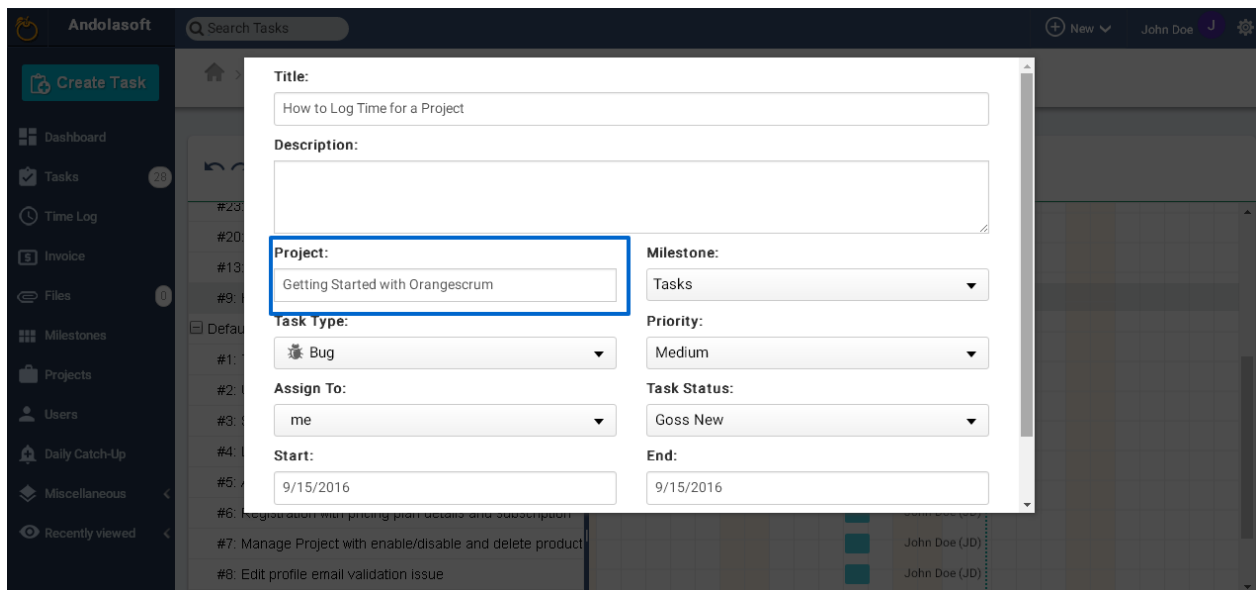 Andolasoft
Search Tasks
New
John Doe J
Create Task
Dashboard
Tasks 28
Time Log
Invoice
Files 0
Milestones
Projects
Users
Daily Catch-Up
Miscellaneous
Recently viewed
Title:
How to Log Time for a Project
Description:
Project: Milestone:
Getting Started with Orangescrum Tasks
Task Type: Priority:
Bug Medium
Assign To: Task Status:
me Goss New
Start: End:
9/15/2016 9/15/2016
#23:
#20:
#13:
#9:
#1:
#2:
#3:
#4:
#5:
#6: Registration with pricing plan details and subscription
#7: Manage Project with enable/disable and delete product John Doe (JD)
#8: Edit profile email validation issue John Doe (JD)